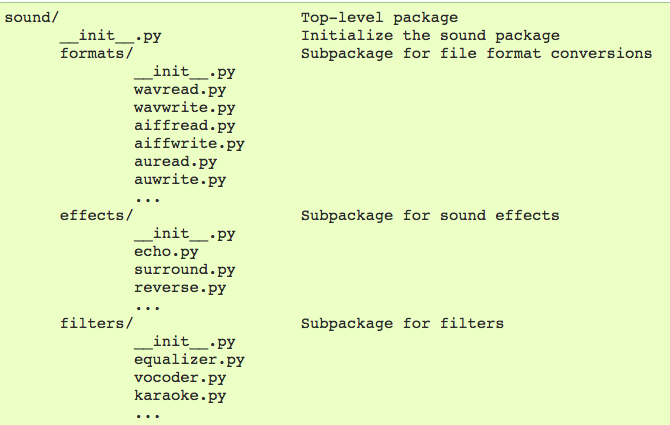 sound/                          Top-level package
      __init__.py               Initialize the sound package
      formats/                  Subpackage for file format conversions
              __init__.py
              wavread.py
              wavwrite.py
              aiffread.py
              aiffwrite.py
              auread.py
              auwrite.py
              ...
      effects/                  Subpackage for sound effects
              __init__.py
              echo.py
              surround.py
              reverse.py
              ...
      filters/                  Subpackage for filters
              __init__.py
              equalizer.py
              vocoder.py
              karaoke.py
              ...